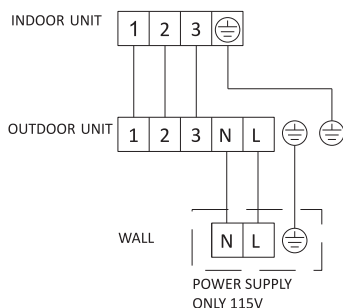 INDOOR UNIT
1 2 3
OUTDOOR UNIT
1 2 3 N L
WALL
N L
POWER SUPPLY
ONLY 115V